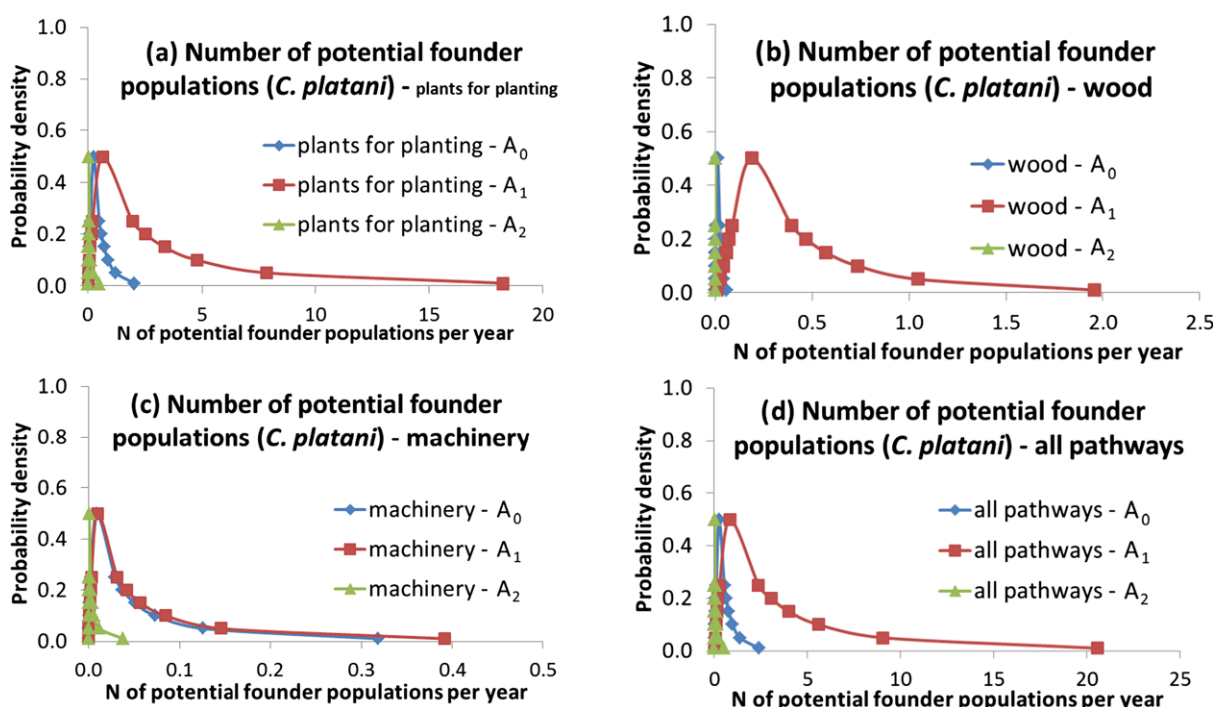 (a) Number of potential founder
populations (C. platani) - plants for planting
Probability density
1.0
0.8
0.6
0.4
0.2
0.0
plants for planting - A0
plants for planting - A1
plants for planting - A2
0 5 10 15 20
N of potential founder populations per year
(b) Number of potential founder
populations (C. platani) - wood
Probability density
1.0
0.8
0.6
0.4
0.2
0.0
wood - A0
wood - A1
wood - A2
0.0 0.5 1.0 1.5 2.0 2.5
N of potential founder populations per year
(c) Number of potential founder
populations (C. platani) - machinery
Probability density
1.0
0.8
0.6
0.4
0.2
0.0
machinery - A0
machinery - A1
machinery - A2
0.0 0.1 0.2 0.3 0.4 0.5
N of potential founder populations per year
(d) Number of potential founder
populations (C. platani) - all pathways
Probability density
1.0
0.8
0.6
0.4
0.2
0.0
all pathways - A0
all pathways - A1
all pathways - A2
0 5 10 15 20 25
N of potential founder populations per year